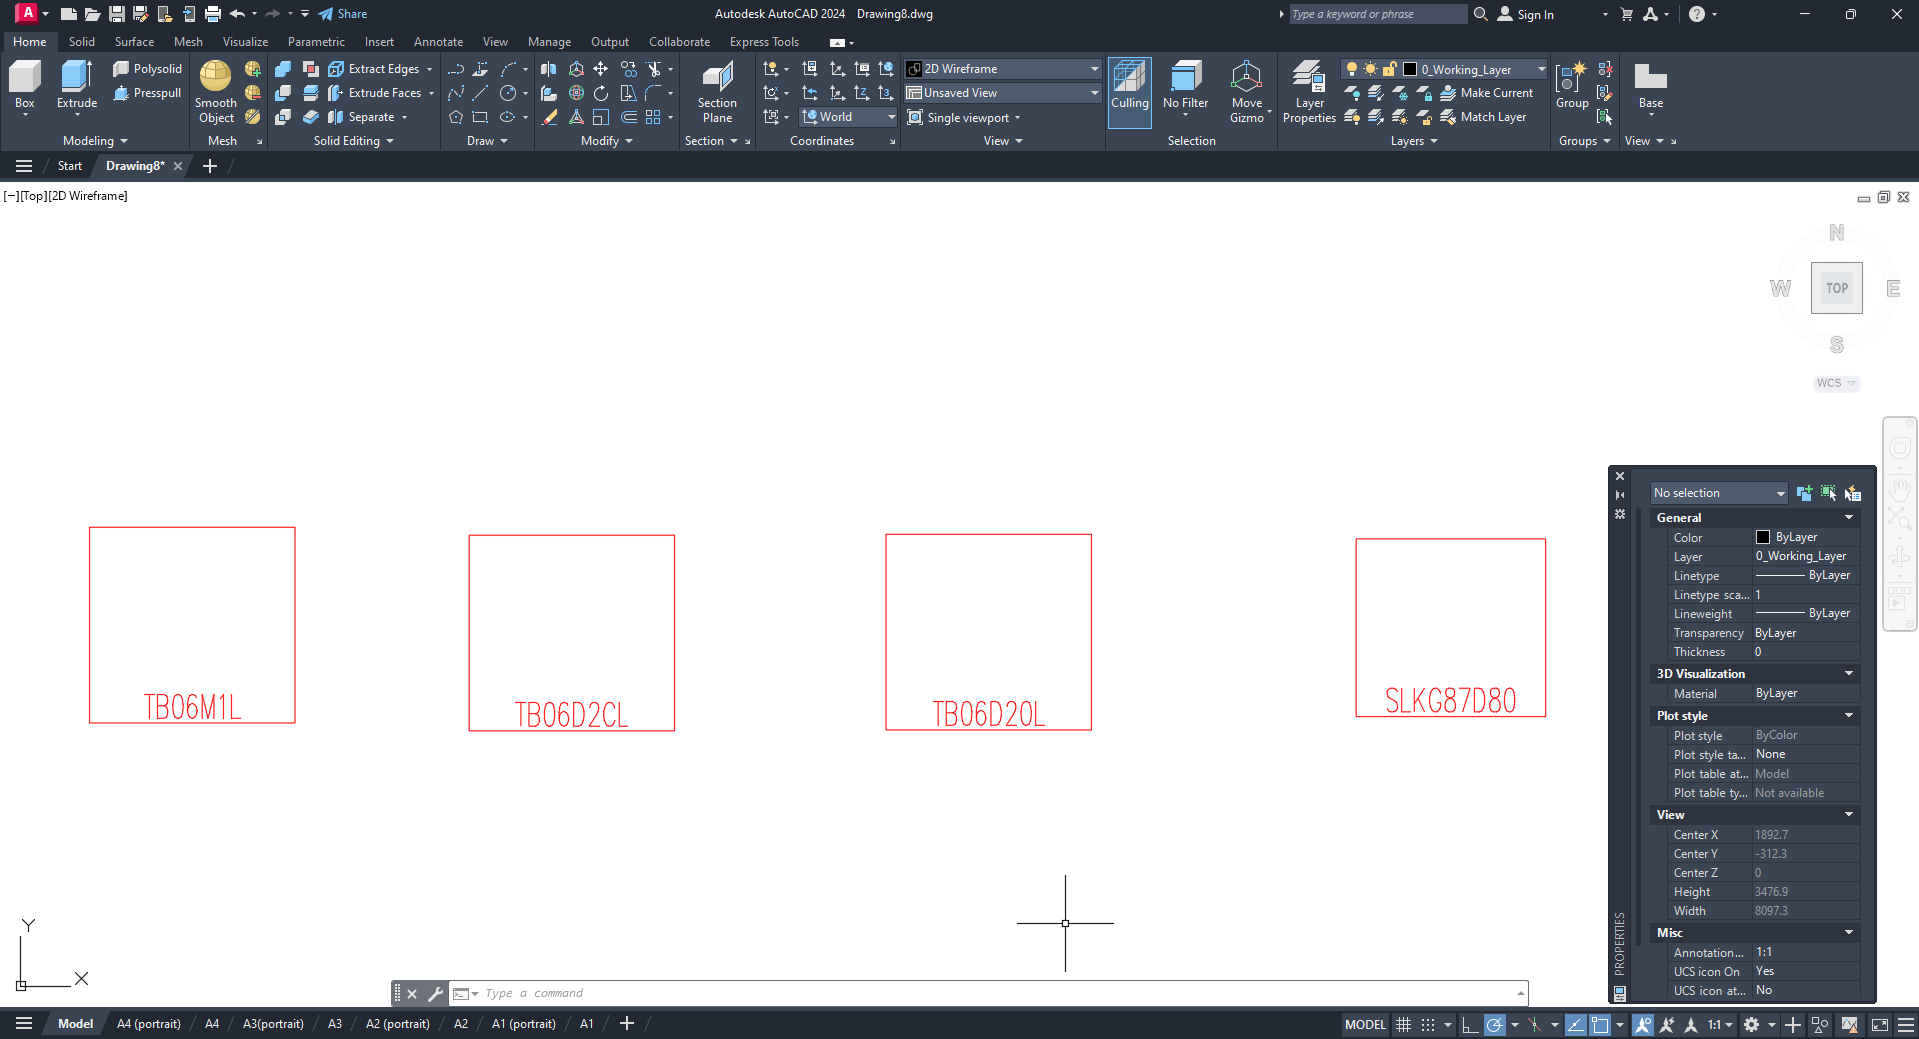 A Share Autodesk AutoCAD 2024 Drawing8.dwg Type a keyword or phrase Sign In ?
Home Solid Surface Mesh Visualize Parametric Insert Annotate View Manage Output Collaborate Express Tools
Box
Extrude
Polysolid
Presspull
Modeling
Smooth
Object
Mesh
Extract Edges
Extrude Faces
Separate
Solid Editing
Draw
Modify
Section
Plane
Section
World
Coordinates
2D Wireframe
Unsaved View
Single viewport
View
Culling
No Filter
Move
Gizmo
Selection
Layer
Properties
0_Working_Layer
Make Current
Match Layer
Layers
Group
Groups
Base
View
Start Drawing8*
[−][Top][2D Wireframe]
N
W TOP E
S
WCS
TB06M1L
TB06D2CL
TB06D20L
SLKG87D80
No selection
General
Color ByLayer
Layer 0_Working_Layer
Linetype ByLayer
Linetype sca... 1
Lineweight ByLayer
Transparency ByLayer
Thickness 0
3D Visualization
Material ByLayer
Plot style
Plot style ByColor
Plot style ta... None
Plot table at... Model
Plot table ty... Not available
View
Center X 1892.7
Center Y -312.3
Center Z 0
Height 3476.9
Width 8097.3
Misc
Annotation... 1:1
UCS icon On Yes
UCS icon at... No
PROPERTIES
Y
X
Type a command
Model A4 (portrait) A4 A3(portrait) A3 A2 (portrait) A2 A1 (portrait) A1
MODEL 1:1